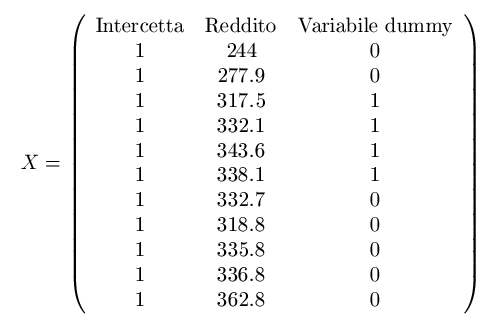 Intercetta Reddito Variabile dummy
1 244 0
1 277.9 0
1 317.5 1
1 332.1 1
X = 1 343.6 1
1 338.1 1
1 332.7 0
1 318.8 0
1 335.8 0
1 336.8 0
1 362.8 0